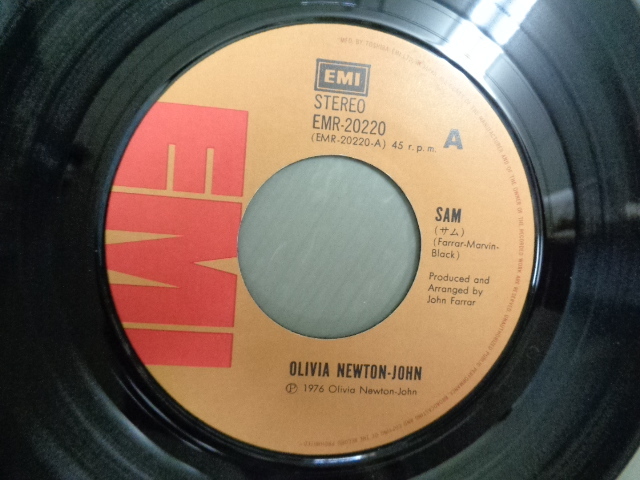 EMI
STEREO
EMR-20220
(EMR-20220-A) 45 r.p.m.
A
EMI
SAM
(サム)
(Farrar-Marvin-
Black)
Produced and
Arranged by
John Farrar
OLIVIA NEWTON-JOHN
Ⓟ 1976 Olivia Newton-John